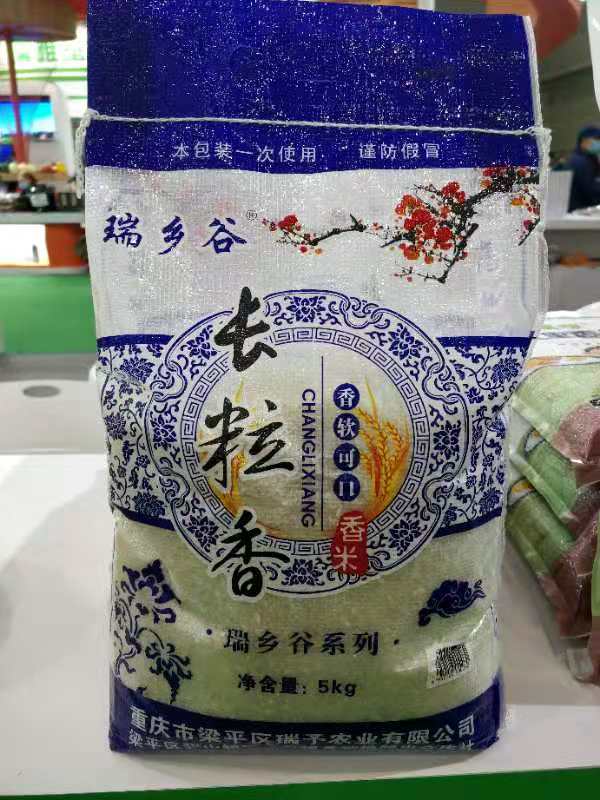 本包装一次使用 谨防假冒
瑞乡谷®
长粒香
香软可口
CHANGLIXIANG
香米
·瑞乡谷系列·
净含量：5kg
重庆市梁平区瑞予农业有限公司